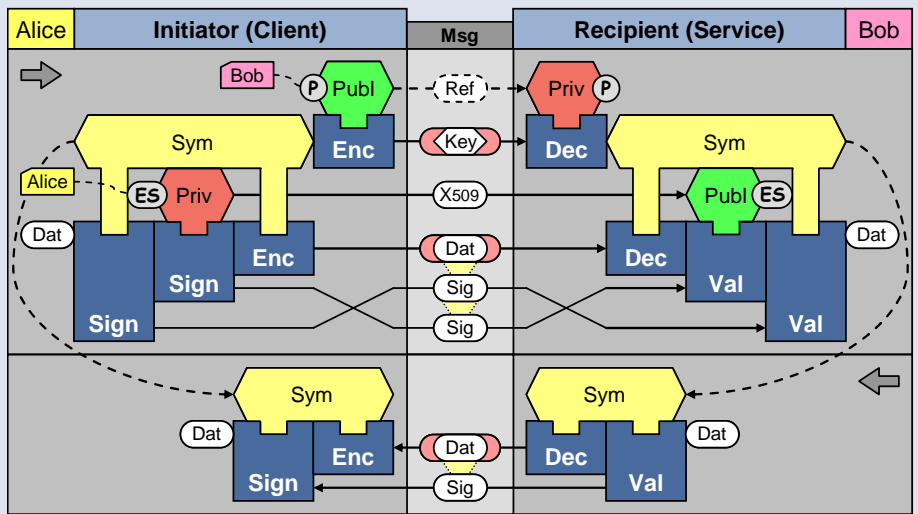 Alice
Initiator (Client)
Msg
Recipient (Service)
Bob
Bob
P
Publ
Ref
Priv
P
Sym
Enc
Key
Dec
Sym
Alice
ES
Priv
X509
Publ
ES
Dat
Enc
Dat
Dec
Dat
Sign
Sig
Val
Sign
Sig
Val
Sym
Sym
Dat
Enc
Dat
Dec
Dat
Sign
Sig
Val